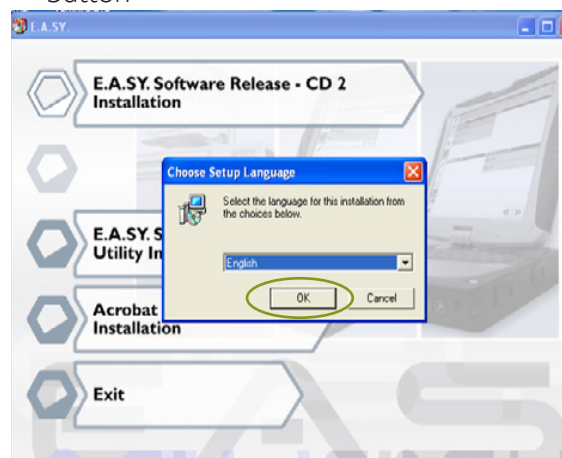 button
E.A.SY.
E.A.SY. Software Release - CD 2
Installation
Choose Setup Language
Select the language for this installation from
the choices below.
English
OK
Cancel
E.A.SY. S
Utility In
Acrobat
Installation
Exit